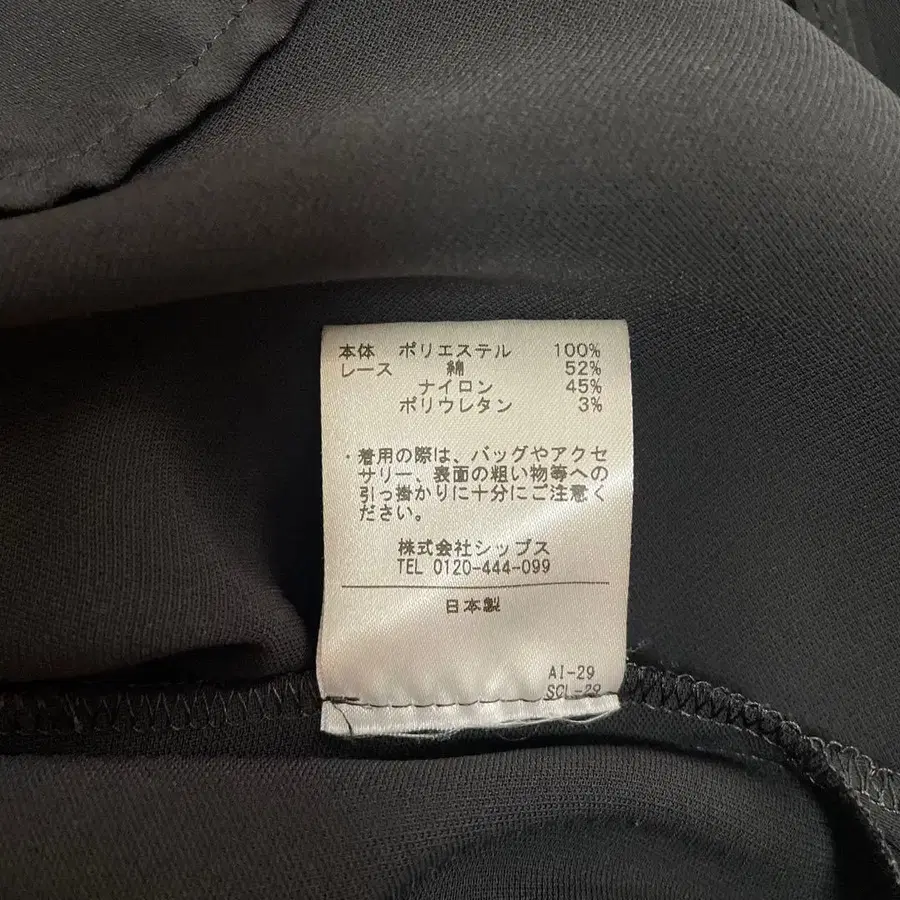 本体 ポリエステル 100%
レース 綿 52%
ナイロン 45%
ポリウレタン 3%
・着用の際は、バッグやアクセ
サリー、表面の粗い物等への
引っ掛かりに十分にご注意く
ださい。
株式会社シップス
TEL 0120-444-099
日本製
AI-29
SCL-29